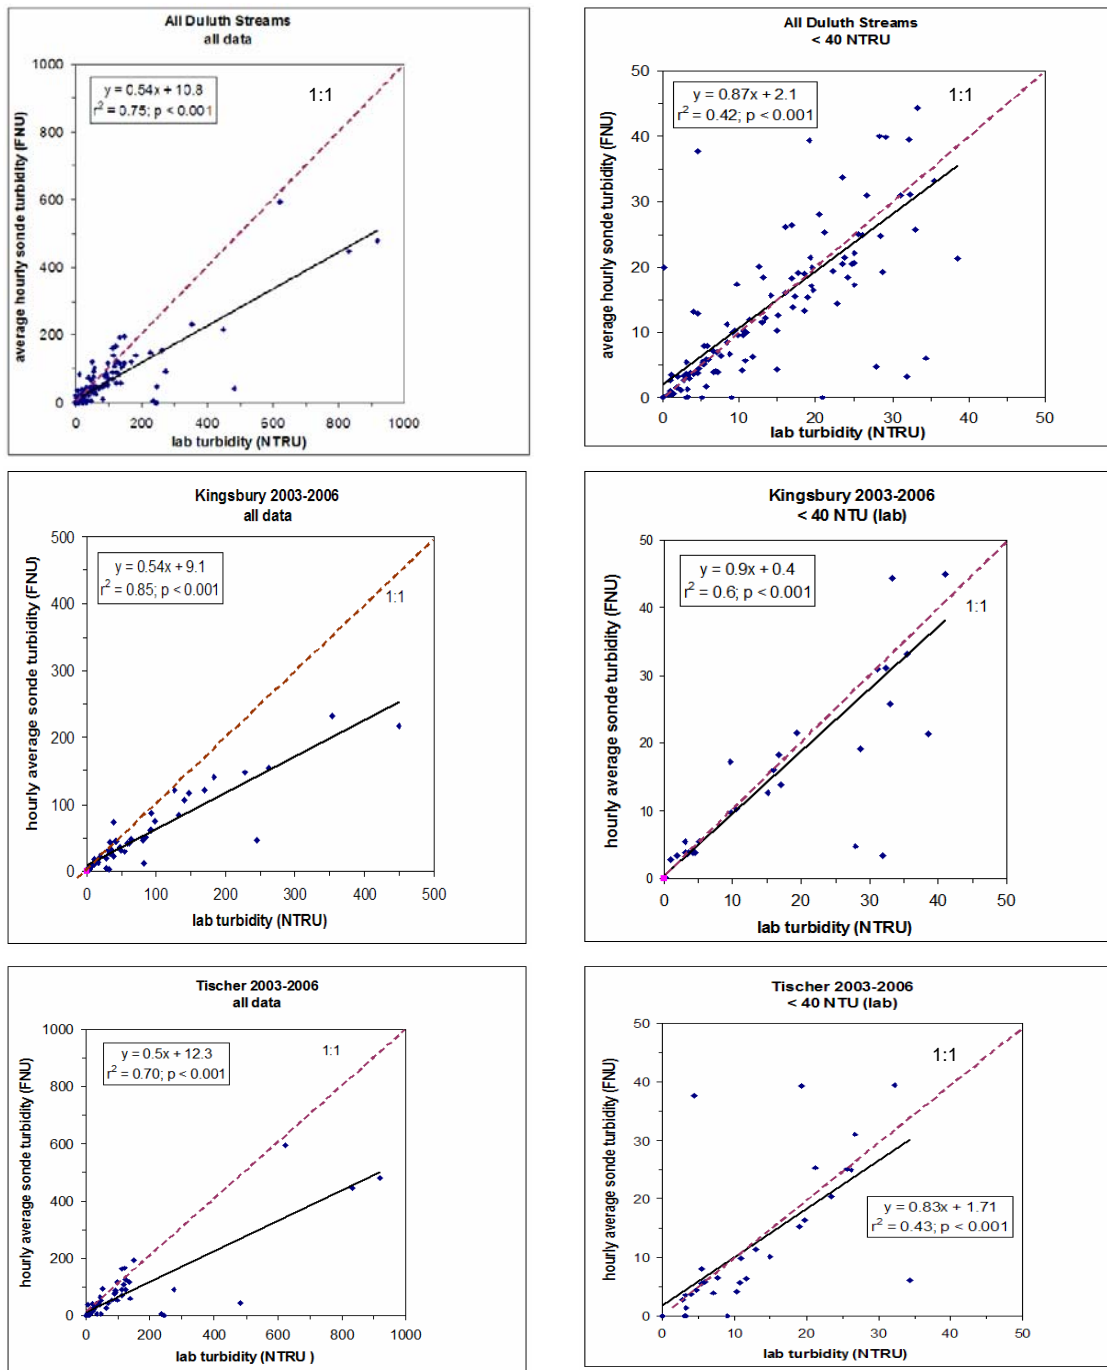 All Duluth Streams
all data
1000
800
600
400
200
0
0
200
400
600
800
1000
y = 0.54x + 10.8
r² = 0.75; p < 0.001
1:1
average hourly sonde turbidity (FNU)
lab turbidity (NTRU)
All Duluth Streams
< 40 NTRU
50
40
30
20
10
0
0
10
20
30
40
50
y = 0.87x + 2.1
r² = 0.42; p < 0.001
1:1
average hourly sonde turbidity (FNU)
lab turbidity (NTRU)
Kingsbury 2003-2006
all data
500
400
300
200
100
0
0
100
200
300
400
500
y = 0.54x + 9.1
r² = 0.85; p < 0.001
1:1
hourly average sonde turbidity (FNU)
lab turbidity (NTRU)
Kingsbury 2003-2006
< 40 NTU (lab)
50
40
30
20
10
0
0
10
20
30
40
50
y = 0.9x + 0.4
r² = 0.6; p < 0.001
1:1
hourly average sonde turbidity (FNU)
lab turbidity (NTRU)
Tischer 2003-2006
all data
1000
800
600
400
200
0
0
200
400
600
800
1000
y = 0.5x + 12.3
r² = 0.70; p < 0.001
1:1
hourly average sonde turbidity (FNU)
lab turbidity (NTRU )
Tischer 2003-2006
< 40 NTU (lab)
50
40
30
20
10
0
0
10
20
30
40
50
1:1
y = 0.83x + 1.71
r² = 0.43; p < 0.001
hourly average sonde turbidity (FNU)
lab turbidity (NTRU)